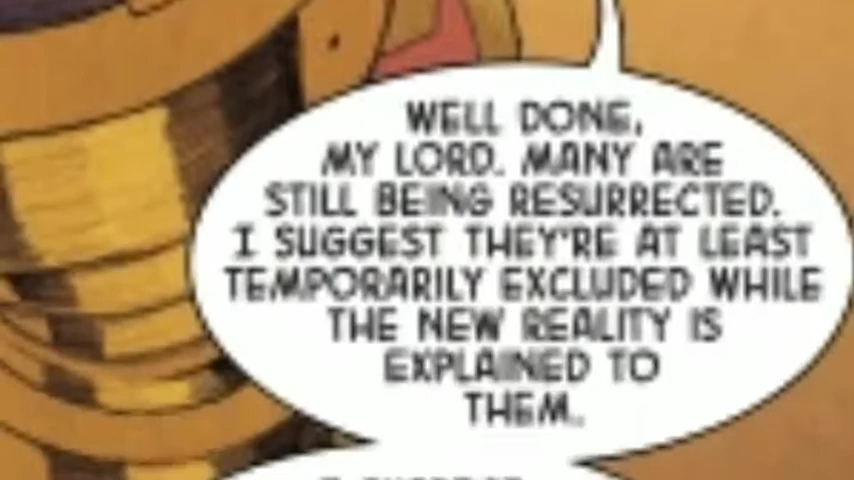 WELL DONE,
MY LORD. MANY ARE
STILL BEING RESURRECTED.
I SUGGEST THEY'RE AT LEAST
TEMPORARILY EXCLUDED WHILE
THE NEW REALITY IS
EXPLAINED TO
THEM.